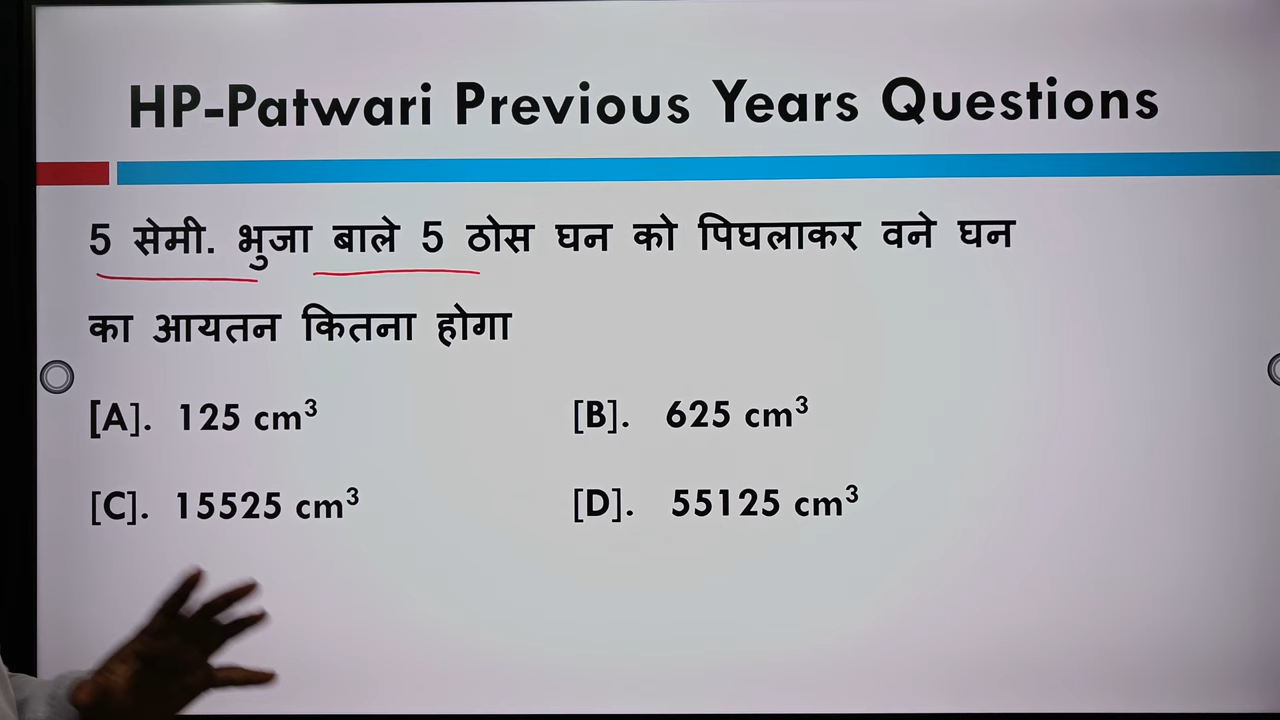 HP-Patwari Previous Years Questions
5 सेमी. भुजा बाले 5 ठोस घन को पिघलाकर वने घन
का आयतन कितना होगा
[A]. 125 cm³ [B]. 625 cm³
[C]. 15525 cm³ [D]. 55125 cm³